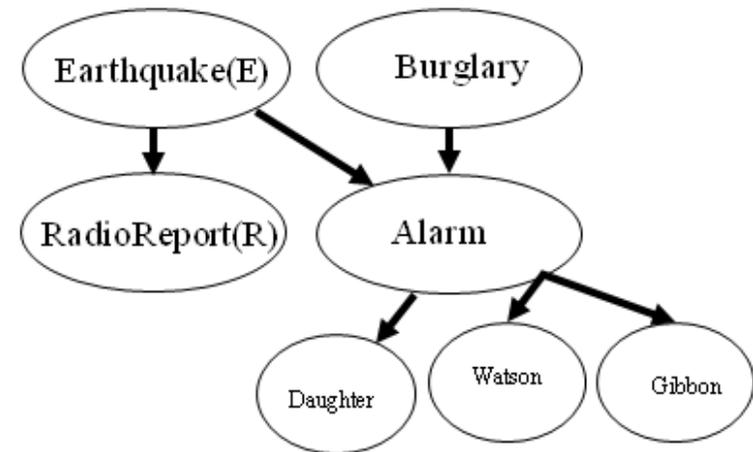 Earthquake(E)
Burglary
RadioReport(R)
Alarm
Daughter
Watson
Gibbon